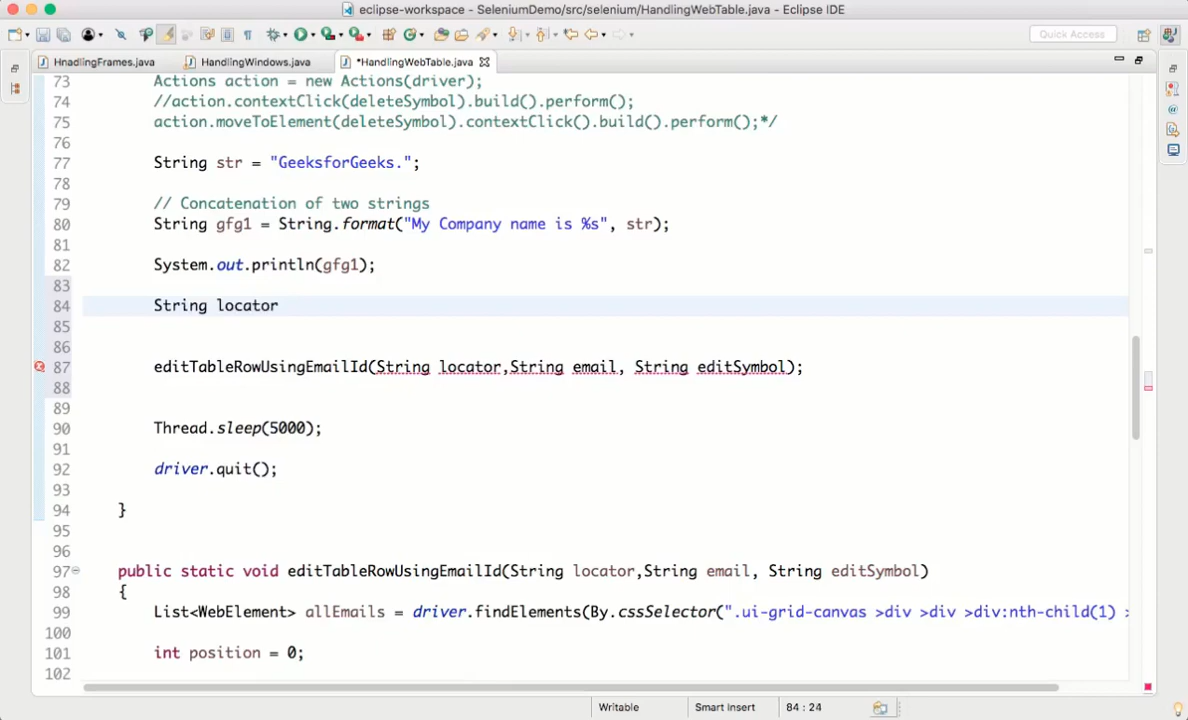 eclipse-workspace - SeleniumDemo/src/selenium/HandlingWebTable.java - Eclipse IDE
Quick Access
HnadlingFrames.java HandlingWindows.java *HandlingWebTable.java
73 Actions action = new Actions(driver);
74 //action.contextClick(deleteSymbol).build().perform();
75 action.moveToElement(deleteSymbol).contextClick().build().perform();*/
76
77 String str = "GeeksforGeeks.";
78
79 // Concatenation of two strings
80 String gfg1 = String.format("My Company name is %s", str);
81
82 System.out.println(gfg1);
83
84 String locator
85
86
87 editTableRowUsingEmailId(String locator,String email, String editSymbol);
88
89
90 Thread.sleep(5000);
91
92 driver.quit();
93
94 }
95
96
97 public static void editTableRowUsingEmailId(String locator,String email, String editSymbol)
98 {
99 List<WebElement> allEmails = driver.findElements(By.cssSelector(".ui-grid-canvas >div >div >div:nth-child(1) >
100
101 int position = 0;
102
Writable Smart Insert 84 : 24